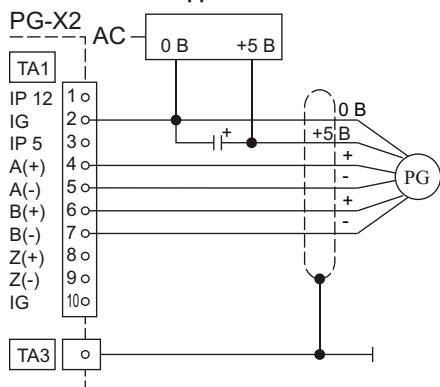 PG-X2
AC
0 В +5 В
TA1
IP 12 1
IG 2 0 В
IP 5 3 + +5 В
A(+) 4 +
A(-) 5 -
B(+) 6 +
B(-) 7 -
Z(+) 8
Z(-) 9
IG 10
PG
TA3